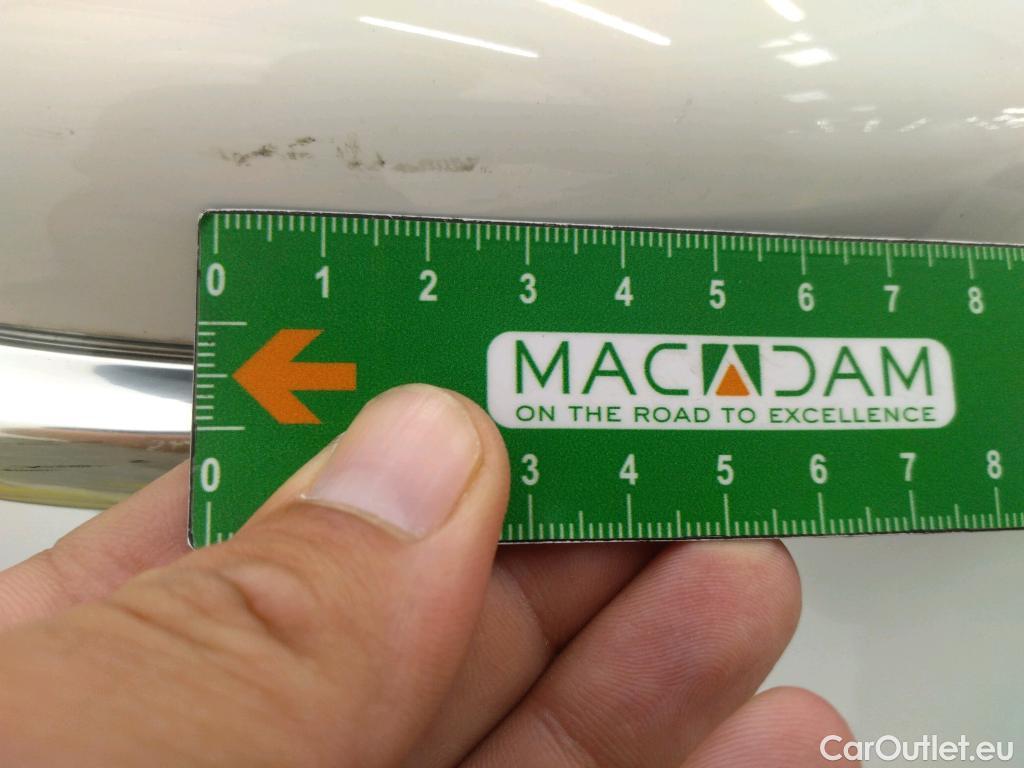 0 1 2 3 4 5 6 7 8
MACADAM
ON THE ROAD TO EXCELLENCE
0 3 4 5 6 7 8
CarOutlet.eu